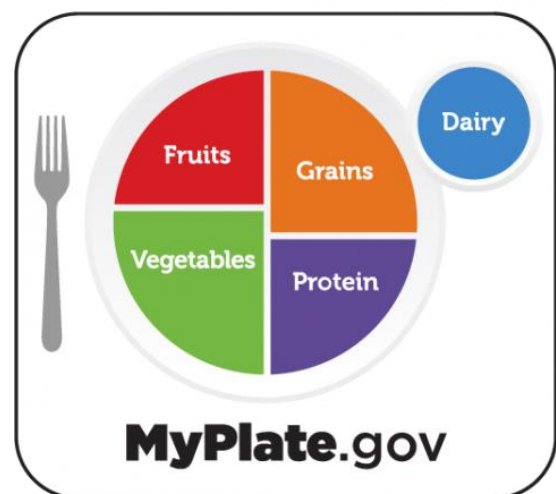 Fruits
Grains
Dairy
Vegetables
Protein
MyPlate.gov